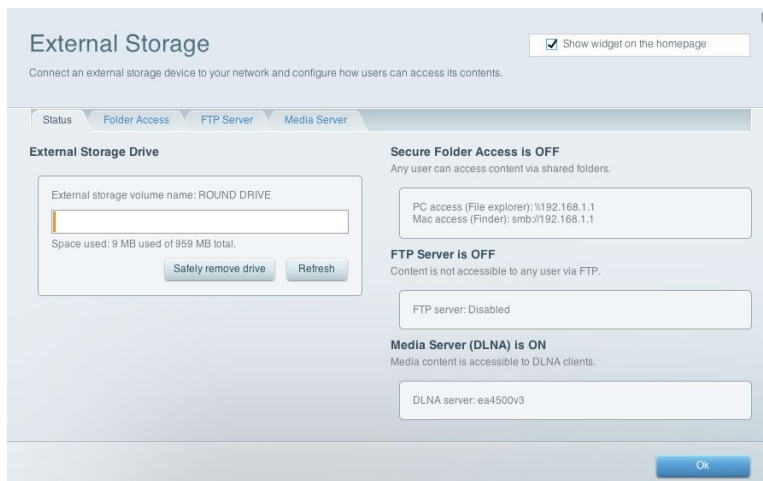 External Storage
Show widget on the homepage
Connect an external storage device to your network and configure how users can access its contents.
Status
Folder Access
FTP Server
Media Server
External Storage Drive
External storage volume name: ROUND DRIVE
Space used: 9 MB used of 959 MB total.
Safely remove drive
Refresh
Secure Folder Access is OFF
Any user can access content via shared folders.
PC access (File explorer): \\192.168.1.1
Mac access (Finder): smb://192.168.1.1
FTP Server is OFF
Content is not accessible to any user via FTP.
FTP server: Disabled
Media Server (DLNA) is ON
Media content is accessible to DLNA clients.
DLNA server: ea4500v3
Ok